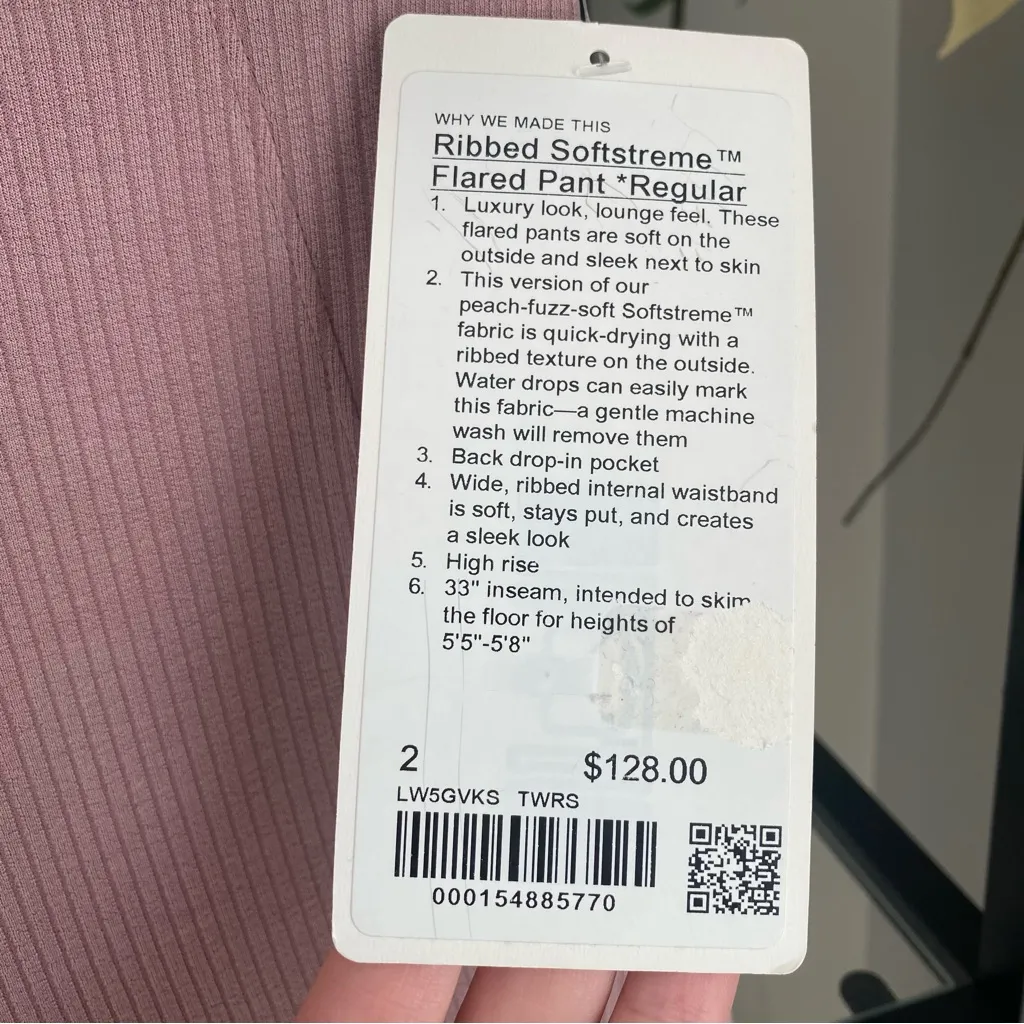 WHY WE MADE THIS
Ribbed Softstreme™
Flared Pant *Regular
1. Luxury look, lounge feel. These
flared pants are soft on the
outside and sleek next to skin
2. This version of our
peach-fuzz-soft Softstreme™
fabric is quick-drying with a
ribbed texture on the outside.
Water drops can easily mark
this fabric—a gentle machine
wash will remove them
3. Back drop-in pocket
4. Wide, ribbed internal waistband
is soft, stays put, and creates
a sleek look
5. High rise
6. 33" inseam, intended to skim
the floor for heights of
5'5"-5'8"
2 $128.00
LW5GVKS TWRS
000154885770